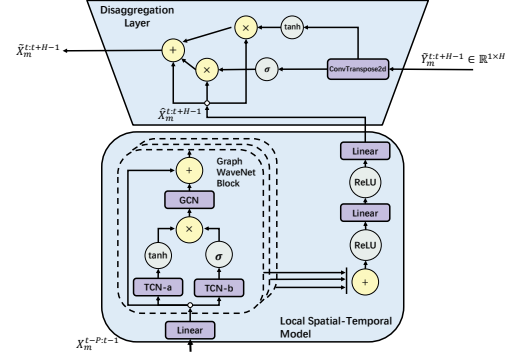 Disaggregation
Layer
tanh
×
+
×
σ
ConvTranspose2d
X̃_m^{t:t+H−1}
Ỹ_m^{t:t+H−1} ∈ ℝ^{1×H}
X̂_m^{t:t+H−1}
Linear
Graph
WaveNet
Block
+
ReLU
GCN
Linear
×
tanh
σ
ReLU
TCN-a
TCN-b
+
Linear
Local Spatial-Temporal
Model
X_m^{t−P:t−1}